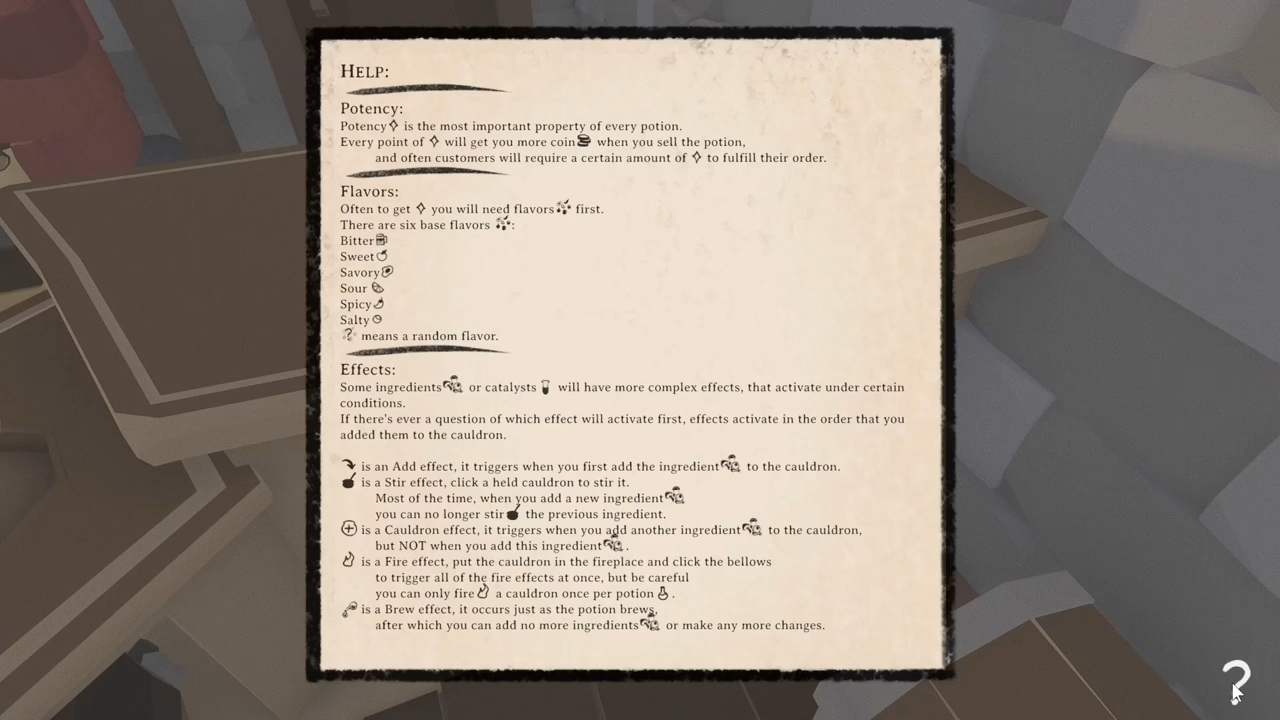 HELP:
Potency:
Potency is the most important property of every potion.
Every point of will get you more coin when you sell the potion,
and often customers will require a certain amount of to fulfill their order.
Flavors:
Often to get you will need flavors first.
There are six base flavors :
Bitter
Sweet
Savory
Sour
Spicy
Salty
? means a random flavor.
Effects:
Some ingredients or catalysts will have more complex effects, that activate under certain
conditions.
If there's ever a question of which effect will activate first, effects activate in the order that you
added them to the cauldron.
is an Add effect, it triggers when you first add the ingredient to the cauldron.
is a Stir effect, click a held cauldron to stir it.
Most of the time, when you add a new ingredient
you can no longer stir the previous ingredient.
is a Cauldron effect, it triggers when you add another ingredient to the cauldron,
but NOT when you add this ingredient .
is a Fire effect, put the cauldron in the fireplace and click the bellows
to trigger all of the fire effects at once, but be careful
you can only fire a cauldron once per potion .
is a Brew effect, it occurs just as the potion brews,
after which you can add no more ingredients or make any more changes.
?